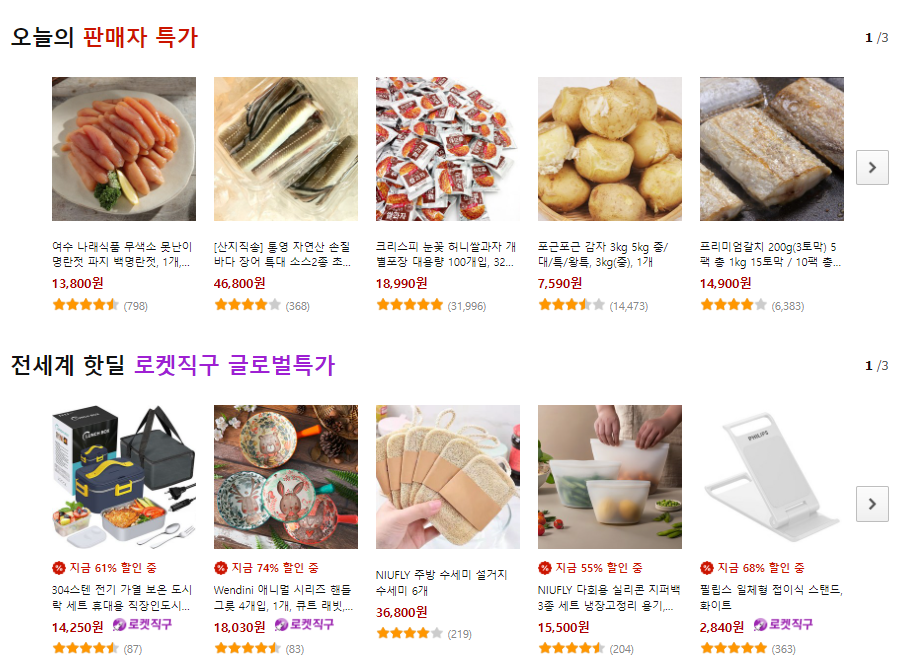 오늘의 판매자 특가
1 /3
여수 나래식품 무색소 못난이
명란젓 파지 백명란젓, 1개,...
13,800원
(798)
[산지직송] 통영 자연산 손질
바다 장어 특대 소스2종 초...
46,800원
(368)
크리스피 눈꽃 허니쌀과자 개
별포장 대용량 100개입, 32...
18,990원
(31,996)
포근포근 감자 3kg 5kg 중/
대/특/왕특, 3kg(중), 1개
7,590원
(14,473)
프리미엄갈치 200g(3토막) 5
팩 총 1kg 15토막 / 10팩 총...
14,900원
(6,383)
전세계 핫딜 로켓직구 글로벌특가
1 /3
지금 61% 할인 중
304스텐 전기 가열 보온 도시
락 세트 휴대용 직장인도시...
14,250원 로켓직구
(87)
지금 74% 할인 중
Wendini 애니멀 시리즈 핸들
그릇 4개입, 1개, 큐트 래빗,...
18,030원 로켓직구
(83)
NIUFLY 주방 수세미 설거지
수세미 6개
36,800원
(219)
지금 55% 할인 중
NIUFLY 다회용 실리콘 지퍼백
3종 세트 냉장고정리 용기,...
15,500원
(204)
PHILIPS
지금 68% 할인 중
필립스 일체형 접이식 스탠드,
화이트
2,840원 로켓직구
(363)